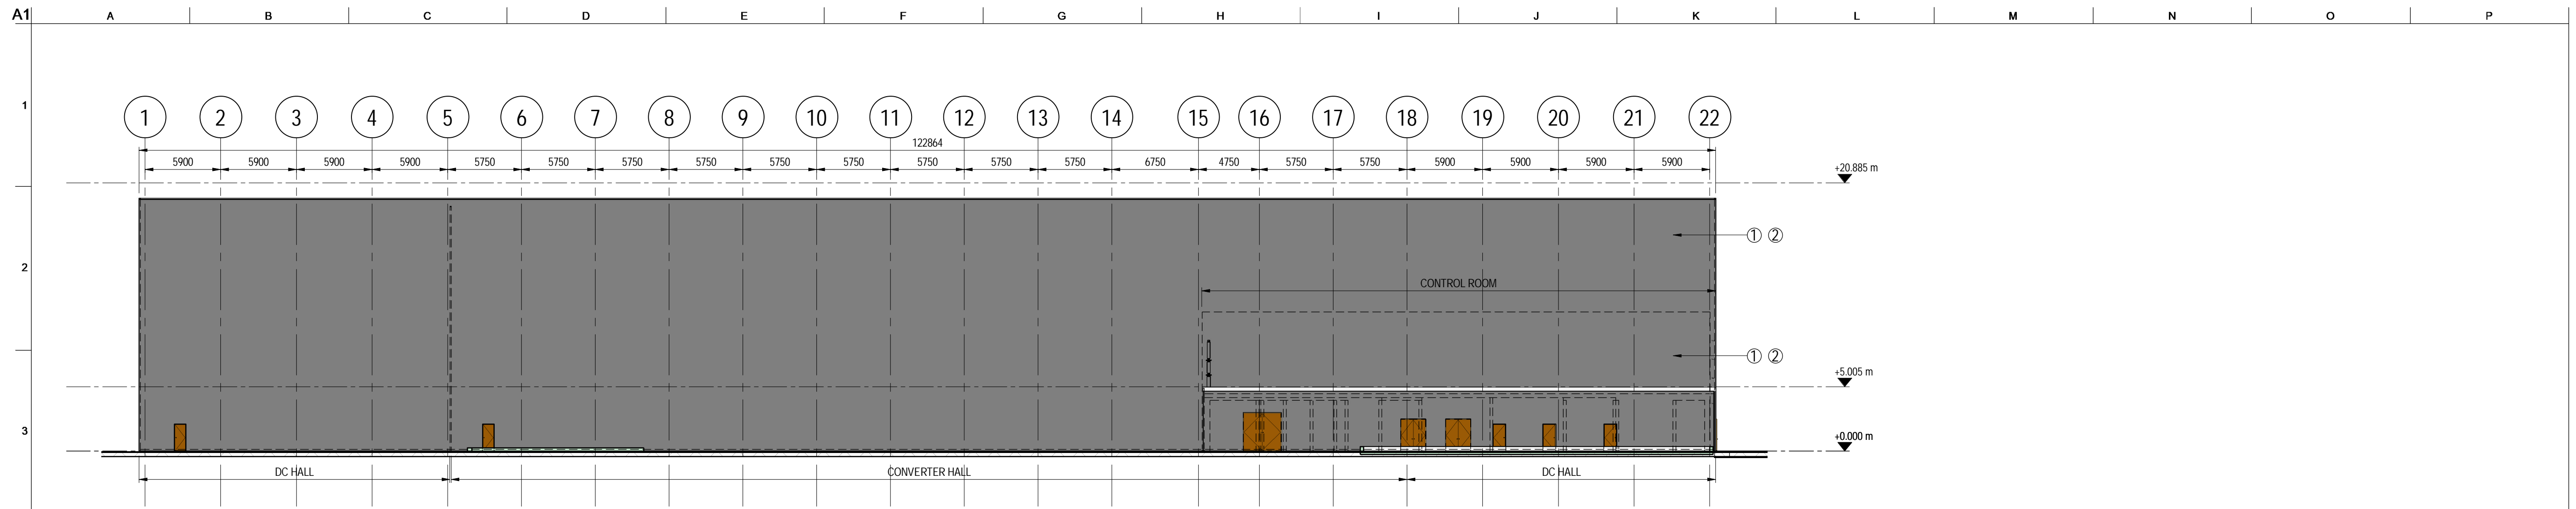 A1 A B C D E F G H I J K L M N O P
1
1 2 3 4 5 6 7 8 9 10 11 12 13 14 15 16 17 18 19 20 21 22
122864
5900 5900 5900 5900 5750 5750 5750 5750 5750 5750 5750 5750 5750 6750 4750 5750 5750 5900 5900 5900 5900
+20.885 m
1 2
2
CONTROL ROOM
1 2
+5.005 m
3
+0.000 m
DC HALL CONVERTER HALL DC HALL